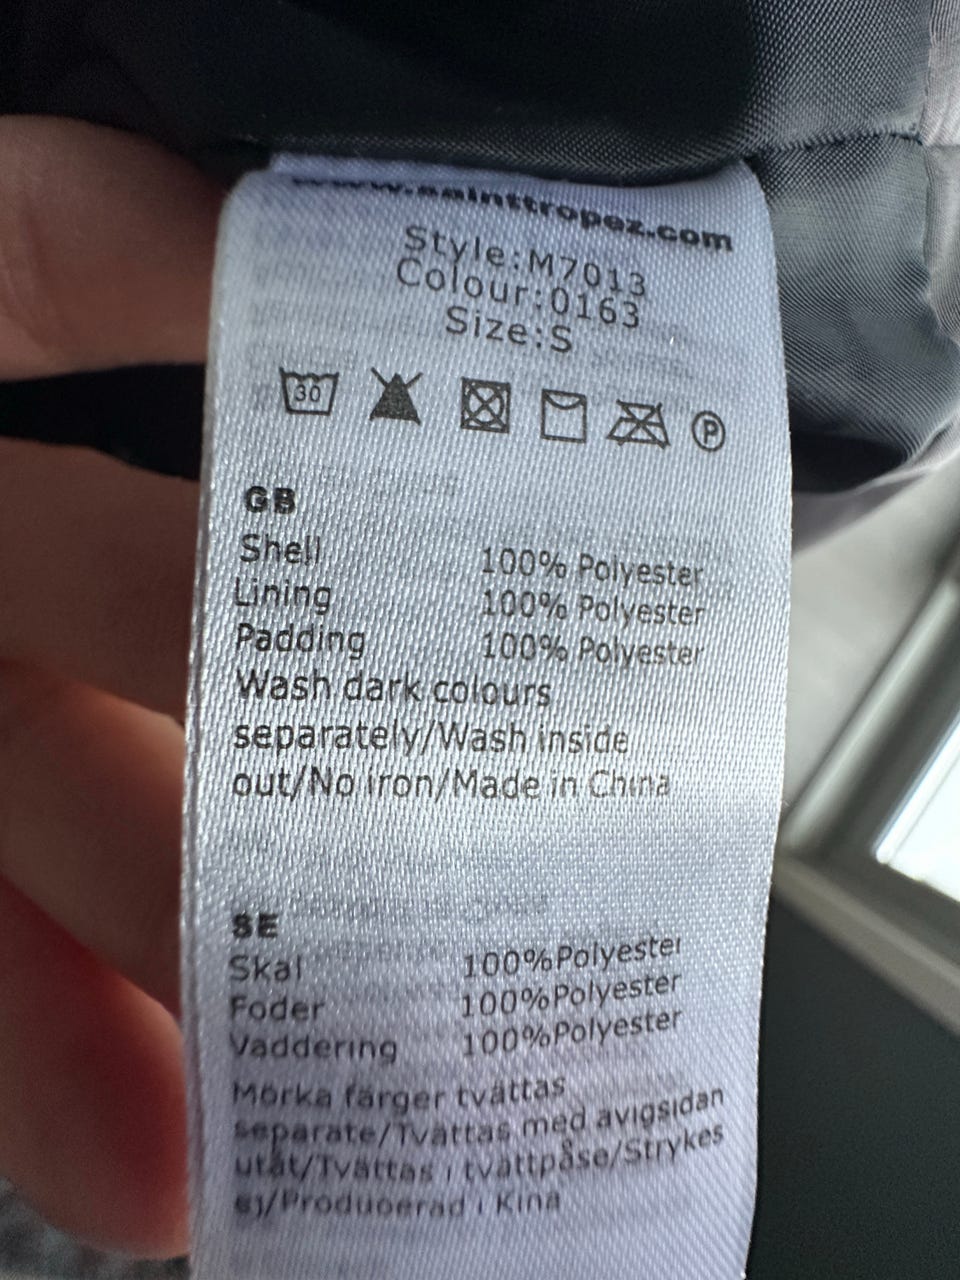 www.sainttropez.com
Style:M7013
Colour:0163
Size:S
30
P
GB
Shell 100% Polyester
Lining 100% Polyester
Padding 100% Polyester
Wash dark colours
separately/Wash inside
out/No iron/Made in China
SE
Skal 100%Polyester
Foder 100%Polyester
Vaddering 100%Polyester
Mörka färger tvättas
separate/Tvättas med avigsidan
utåt/Tvättas i tvättpåse/Strykes
ej/Producerad i Kina